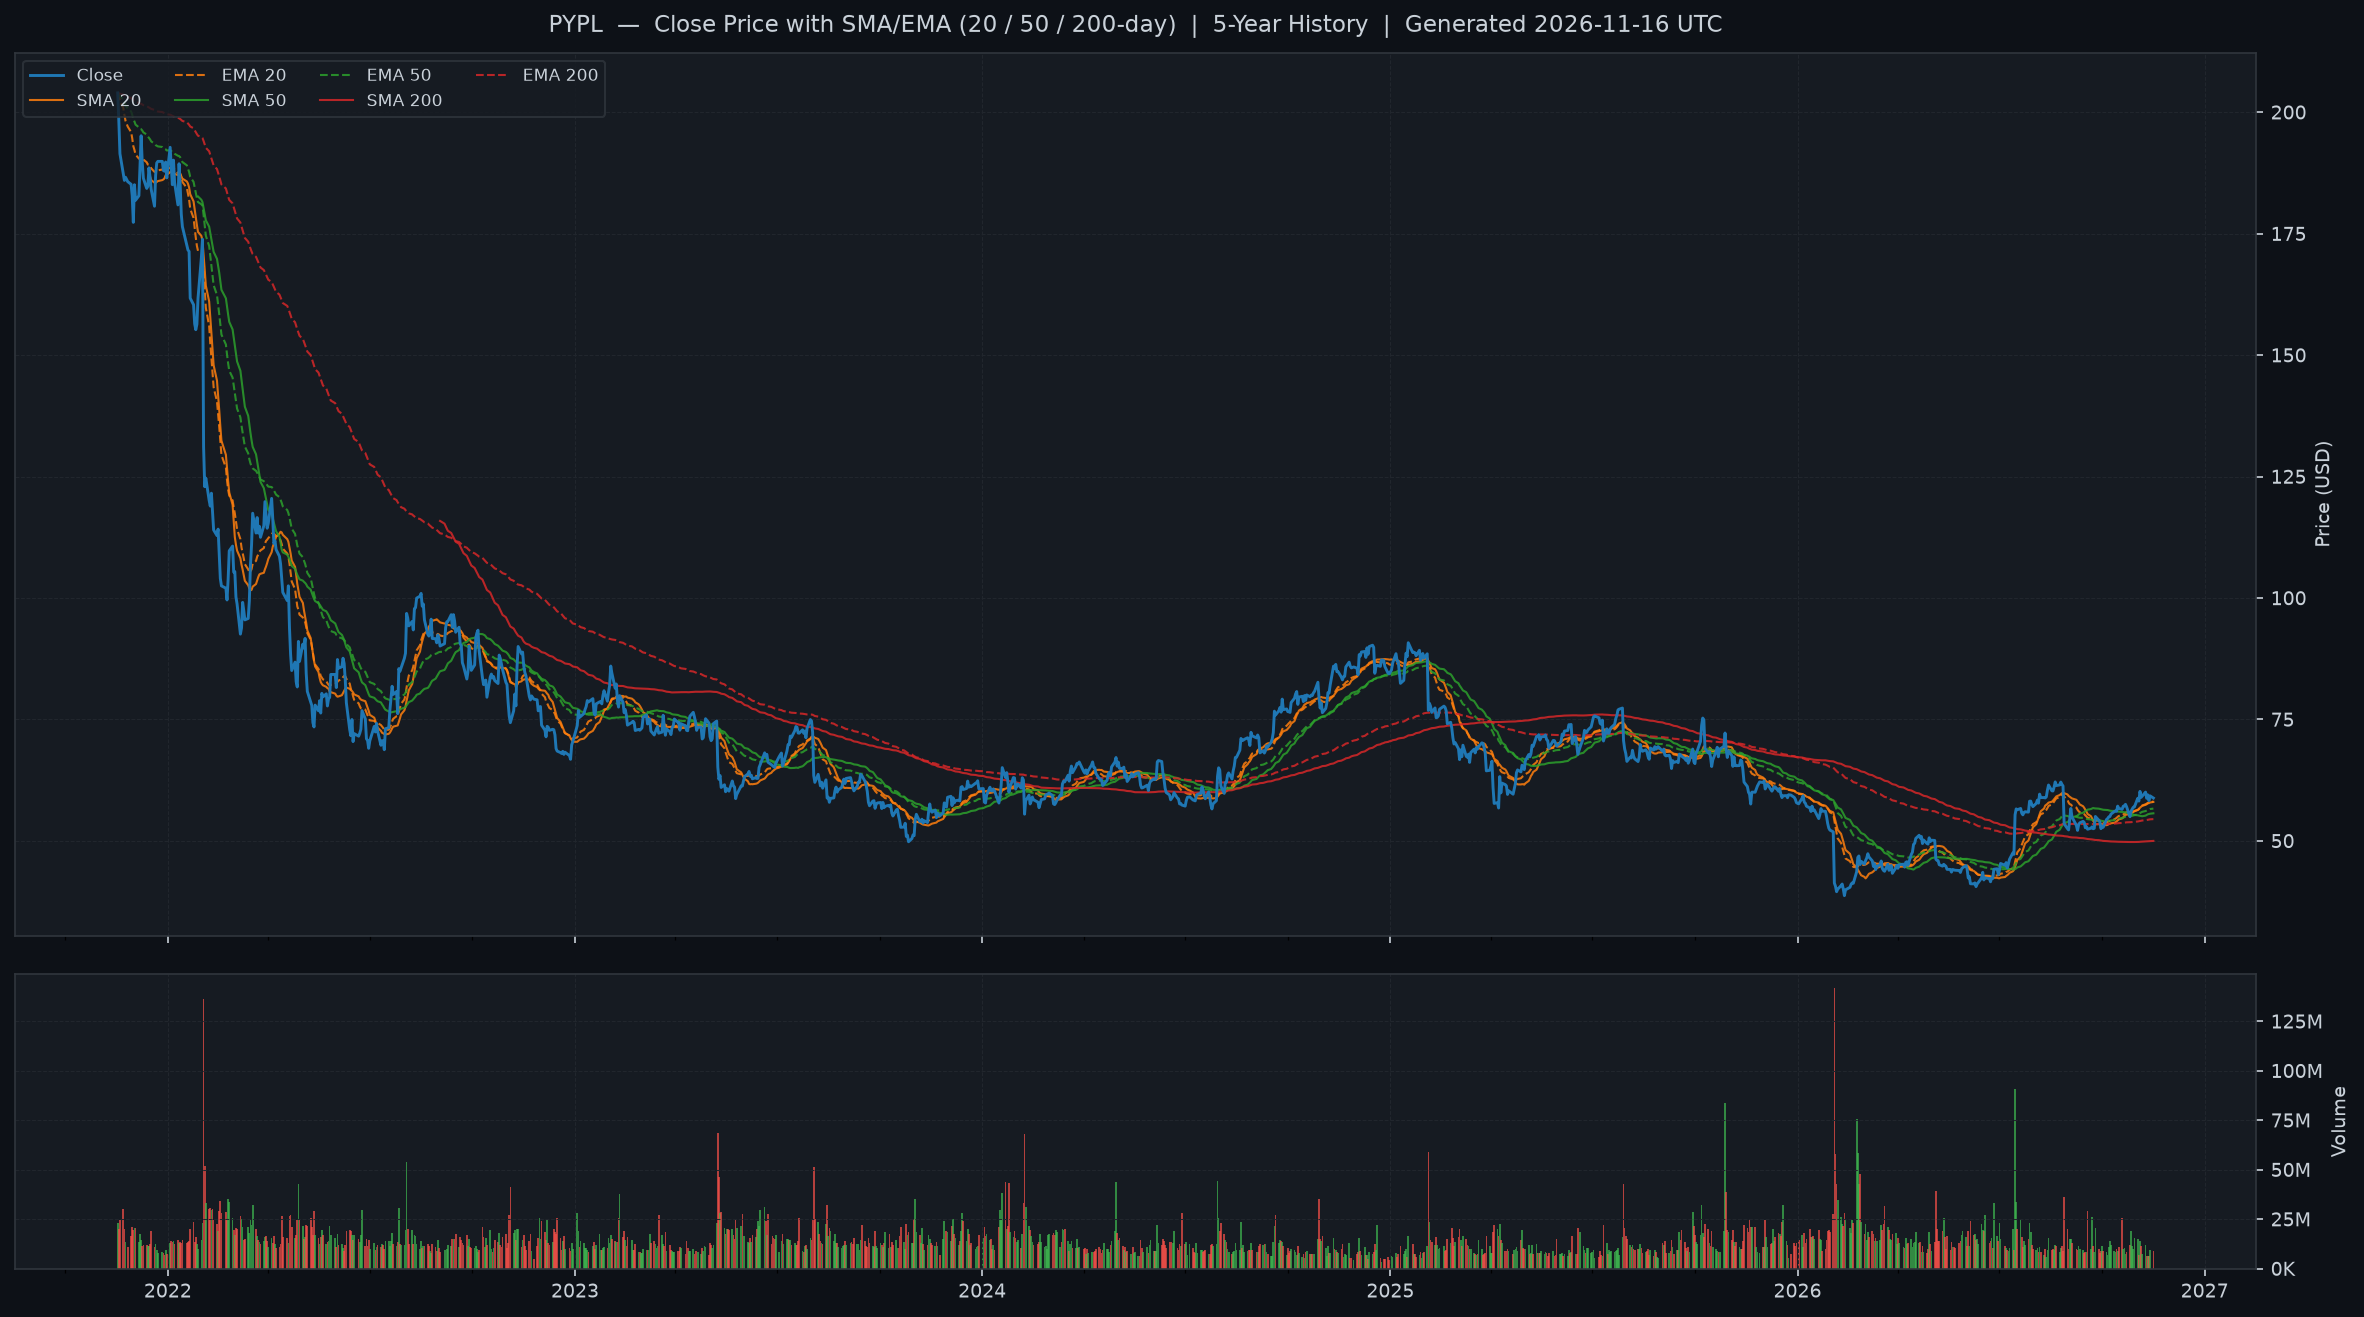 PYPL — Close Price with SMA/EMA (20 / 50 / 200-day) | 5-Year History | Generated 2026-11-16 UTC
Close EMA 20 EMA 50 EMA 200
SMA 20 SMA 50 SMA 200
200
175
150
125
100
75
50
Price (USD)
125M
100M
75M
50M
25M
0K
Volume
2022 2023 2024 2025 2026 2027